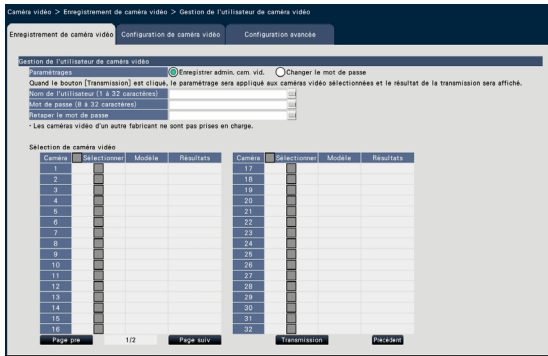 Caméra vidéo > Enregistrement de caméra vidéo > Gestion de l'utilisateur de caméra vidéo
Enregistrement de caméra vidéo Configuration de caméra vidéo Configuration avancée
Gestion de l'utilisateur de caméra vidéo
Paramétrages Enregistrer admin. cam. vid. Changer le mot de passe
Quand le bouton [Transmission] est cliqué, le paramétrage sera appliqué aux caméras vidéo sélectionnées et le résultat de la transmission sera affiché.
Nom de l'utilisateur (1 à 32 caractères)
Mot de passe (8 à 32 caractères)
Retaper le mot de passe
· Les caméras vidéo d'un autre fabricant ne sont pas prises en charge.
Sélection de caméra vidéo
Caméra Sélectionner Modèle Résultats Caméra Sélectionner Modèle Résultats
1 17
2 18
3 19
4 20
5 21
6 22
7 23
8 24
9 25
10 26
11 27
12 28
13 29
14 30
15 31
16 32
Page pre 1/2 Page suiv Transmission Précédent